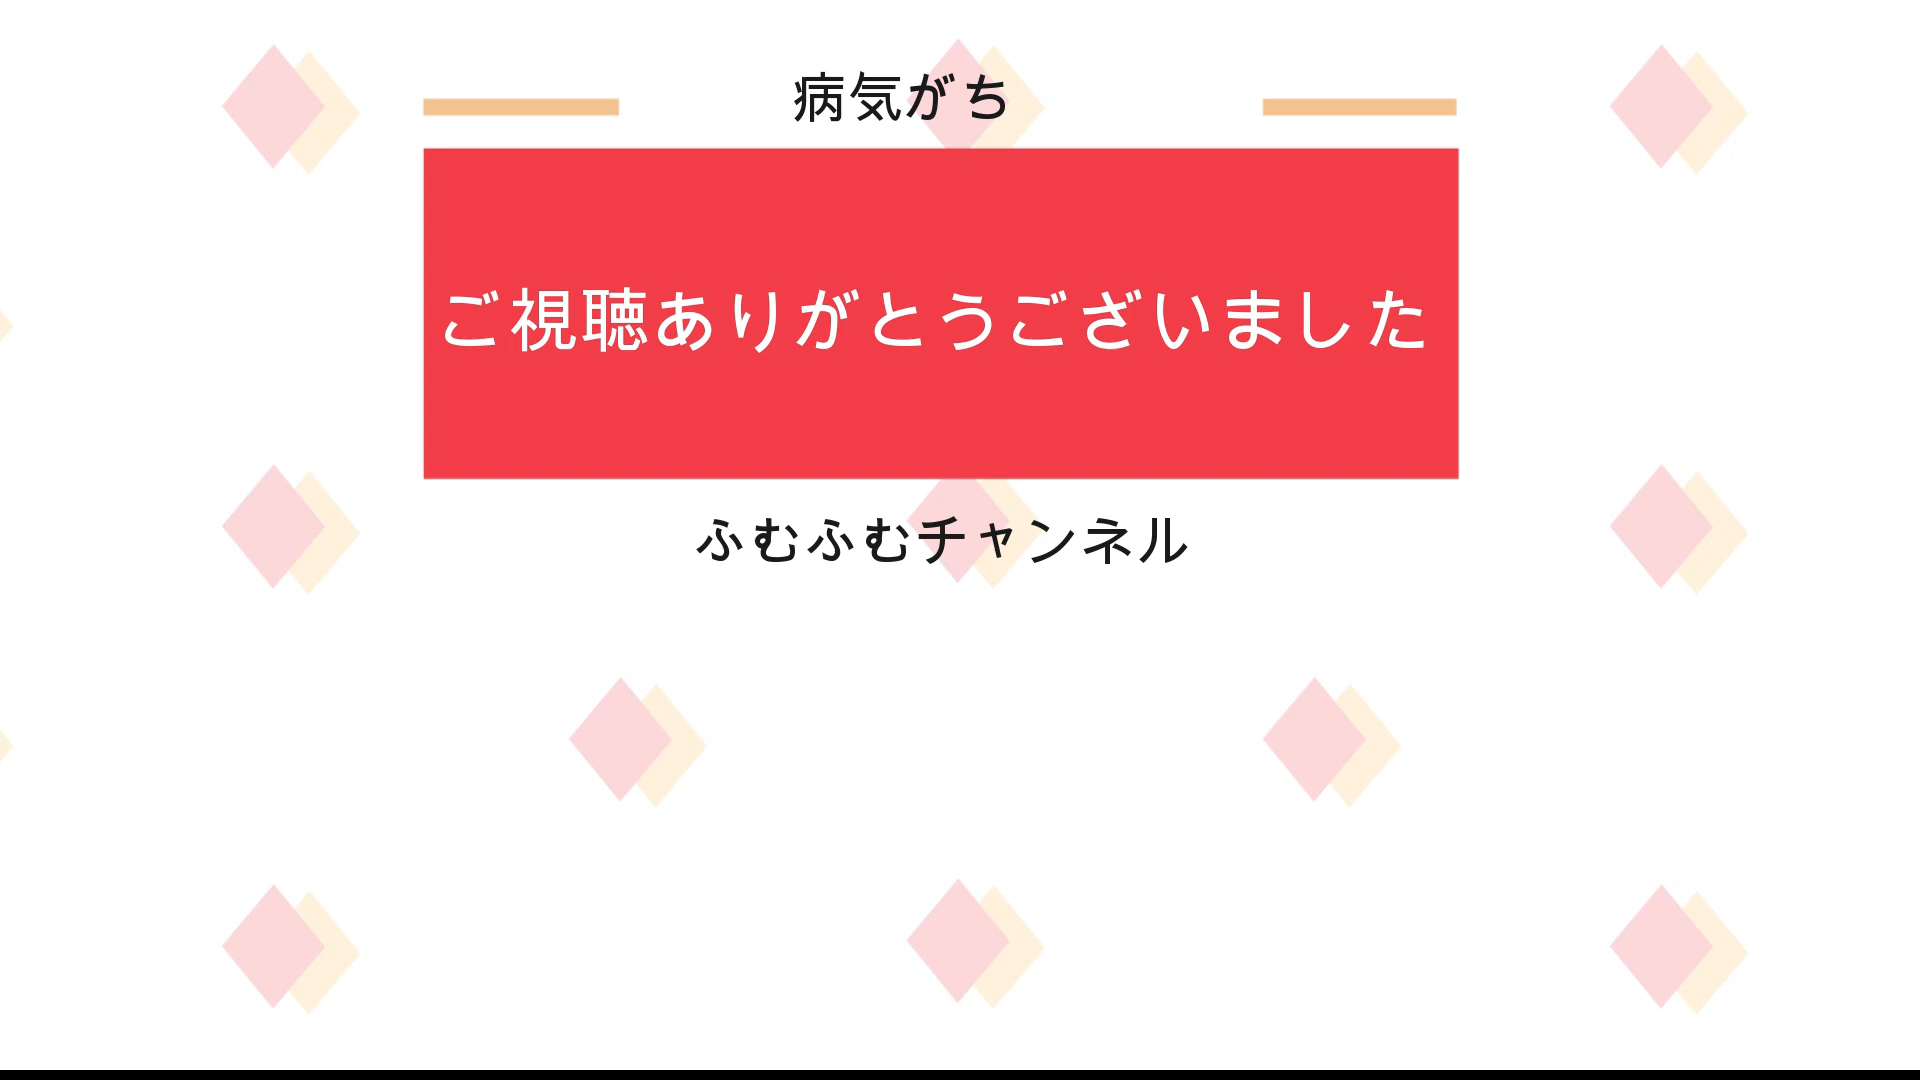 病気がち
ご視聴ありがとうございました
ふむふむチャンネル